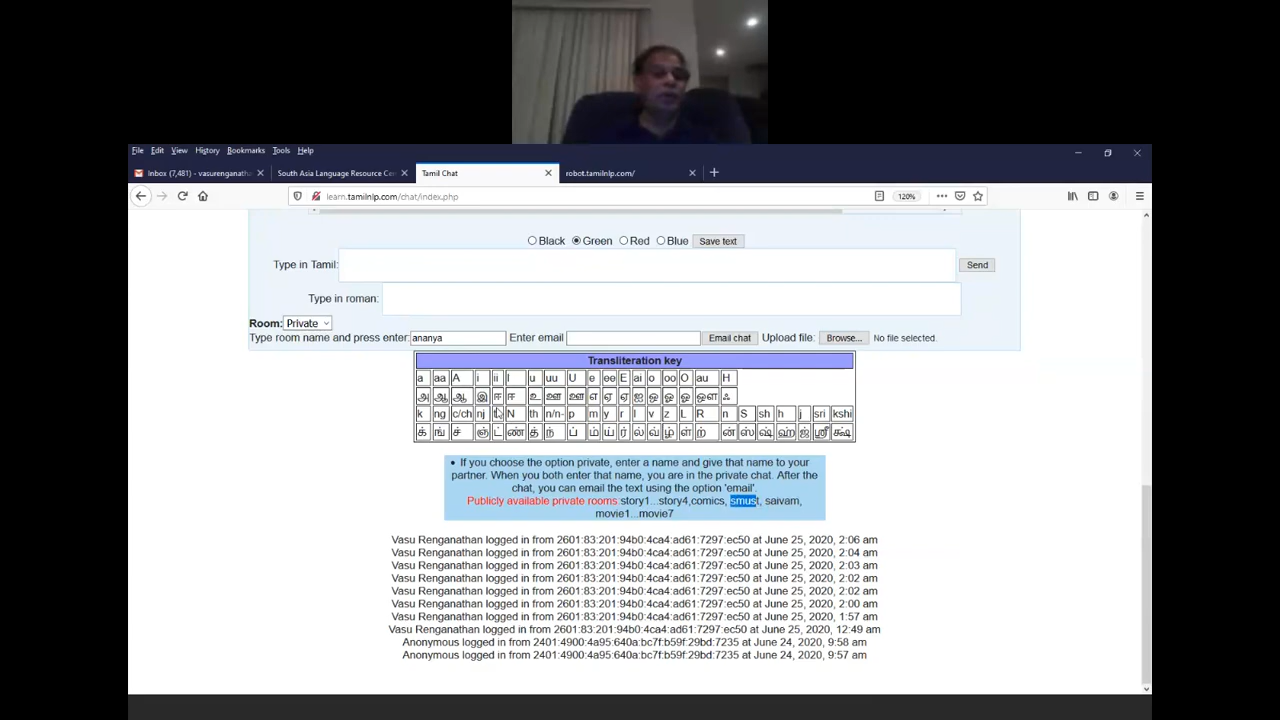 File Edit View History Bookmarks Tools Help
Inbox (7,481) - vasurenganath
South Asia Language Resource Ce
Tamil Chat
robot.tamilnlp.com/
learn.tamilnlp.com/chat/index.php
120%
Black Green Red Blue Save text
Type in Tamil: Send
Type in roman:
Room: Private
Type room name and press enter: ananya Enter email Email chat Upload file: Browse... No file selected.
Transliteration key
a aa A i ii I u uu U e ee E ai o oo O au H
அ ஆ ஆ இ ஈ ஈ உ ஊ ஊ எ ஏ ஏ ஐ ஒ ஓ ஓ ஔ ஃ
k ng c/ch nj t N th n/n- p m y r l v z L R n S sh h j sri kshi
க் ங் ச் ஞ் ட் ண் த் ந் ப் ம் ய் ர் ல் வ் ழ் ள் ற் ன் ஸ் ஷ் ஹ் ஜ் ஸ்ரீ க்ஷ்
• If you choose the option private, enter a name and give that name to your
partner. When you both enter that name, you are in the private chat. After the
chat, you can email the text using the option 'email'.
Publicly available private rooms:story1...story4,comics, smust, saivam,
movie1...movie7
Vasu Renganathan logged in from 2601:83:201:94b0:4ca4:ad61:7297:ec50 at June 25, 2020, 2:06 am
Vasu Renganathan logged in from 2601:83:201:94b0:4ca4:ad61:7297:ec50 at June 25, 2020, 2:04 am
Vasu Renganathan logged in from 2601:83:201:94b0:4ca4:ad61:7297:ec50 at June 25, 2020, 2:03 am
Vasu Renganathan logged in from 2601:83:201:94b0:4ca4:ad61:7297:ec50 at June 25, 2020, 2:02 am
Vasu Renganathan logged in from 2601:83:201:94b0:4ca4:ad61:7297:ec50 at June 25, 2020, 2:02 am
Vasu Renganathan logged in from 2601:83:201:94b0:4ca4:ad61:7297:ec50 at June 25, 2020, 2:00 am
Vasu Renganathan logged in from 2601:83:201:94b0:4ca4:ad61:7297:ec50 at June 25, 2020, 1:57 am
Vasu Renganathan logged in from 2601:83:201:94b0:4ca4:ad61:7297:ec50 at June 25, 2020, 12:49 am
Anonymous logged in from 2401:4900:4a95:640a:bc7f:b59f:29bd:7235 at June 24, 2020, 9:58 am
Anonymous logged in from 2401:4900:4a95:640a:bc7f:b59f:29bd:7235 at June 24, 2020, 9:57 am